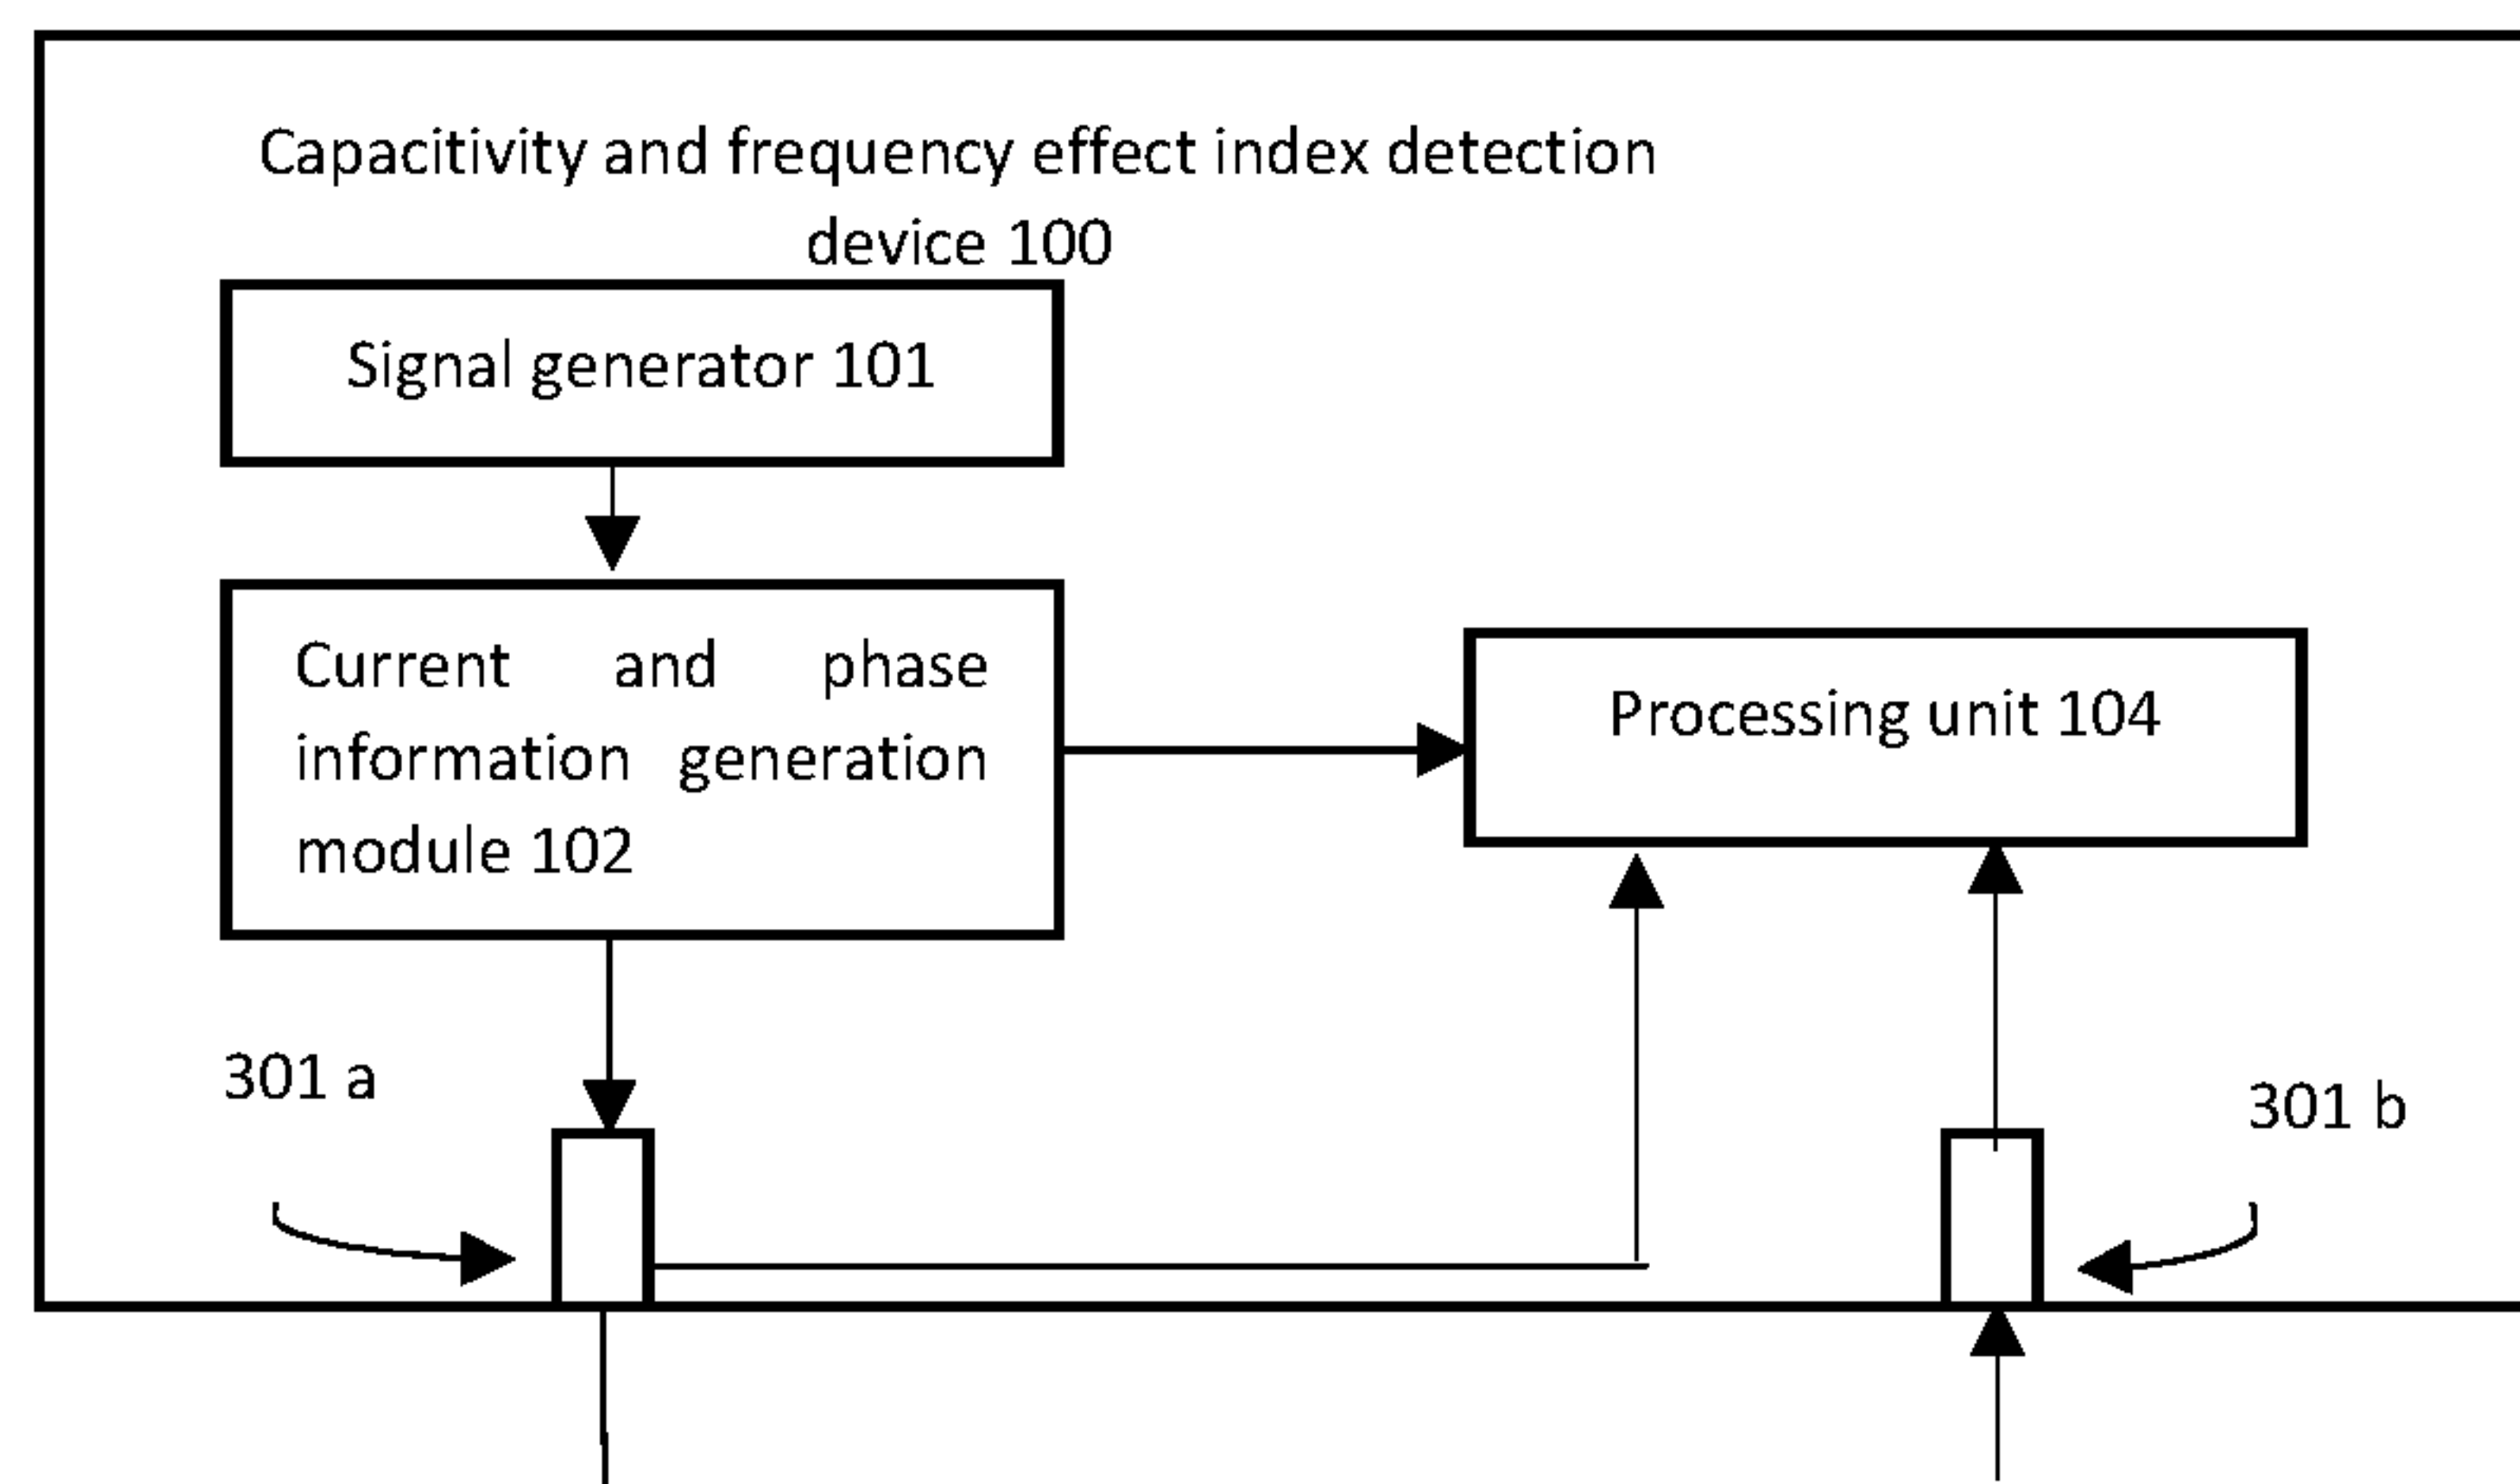 Capacitivity and frequency effect index detection
device 100
Signal generator 101
Current and phase
information generation
module 102
Processing unit 104
301 a
301 b